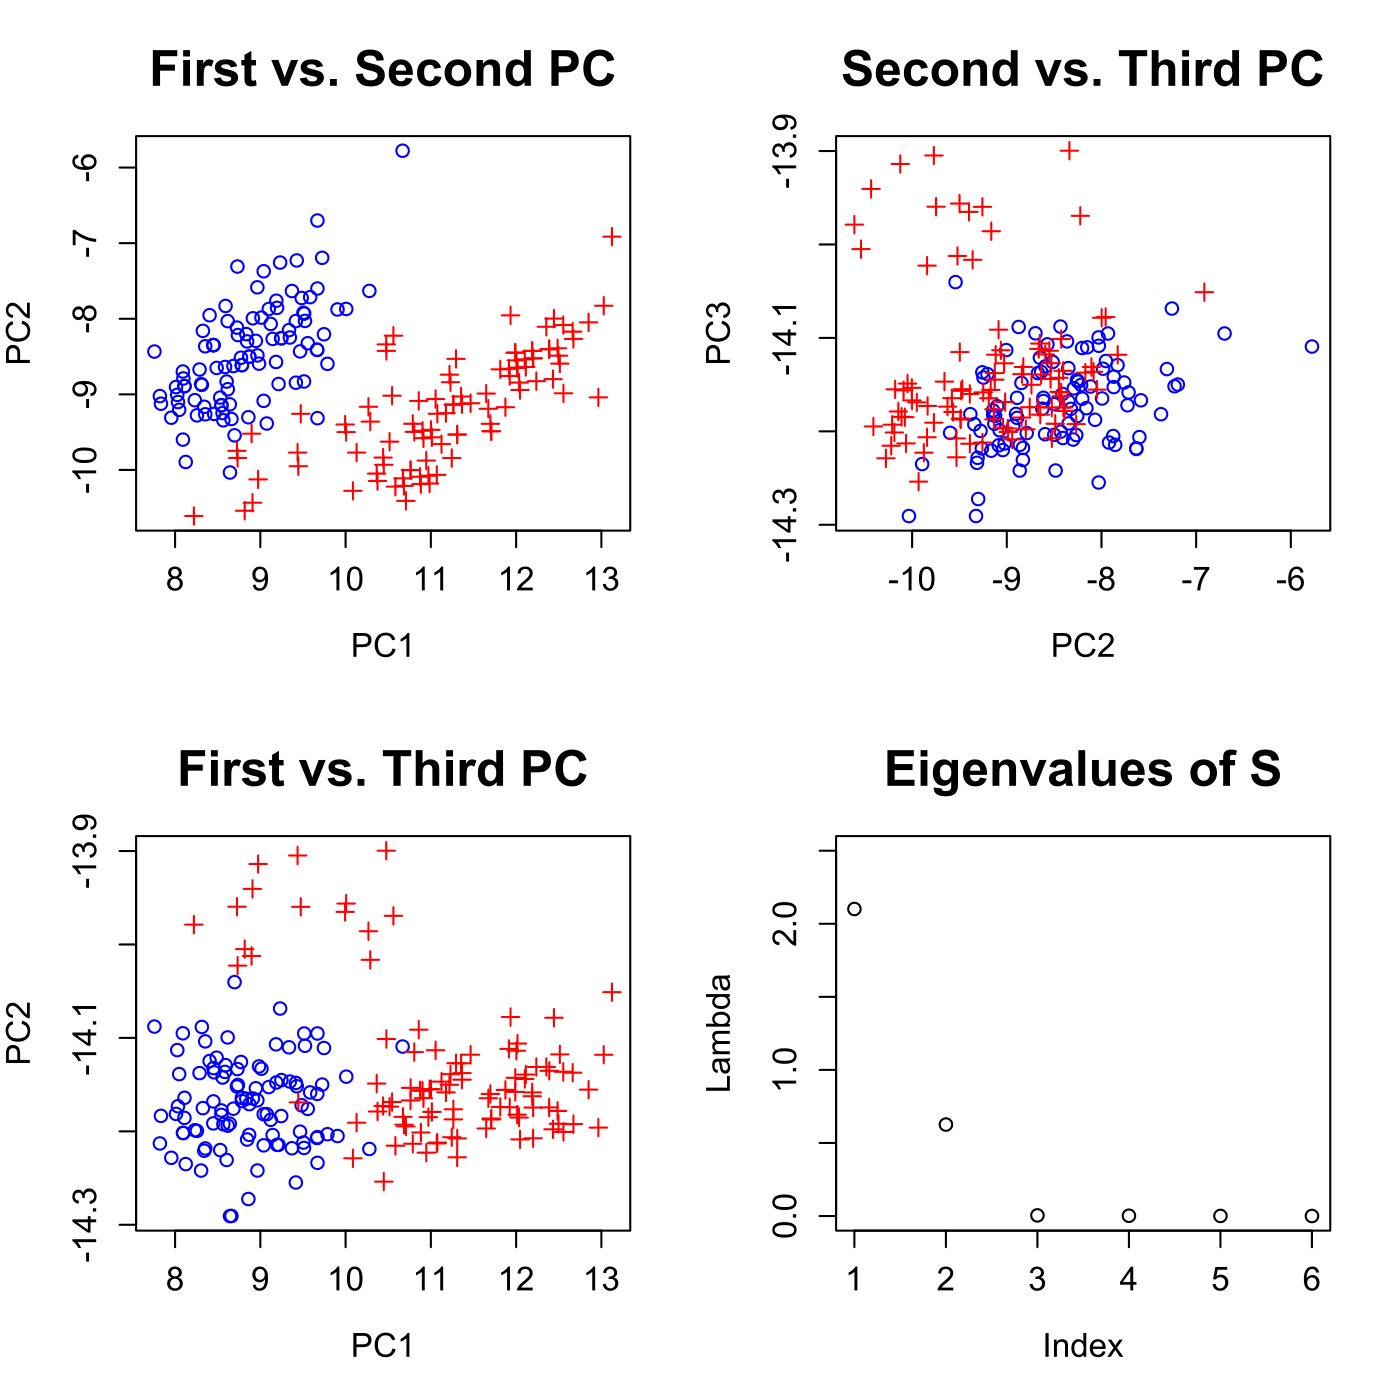 First vs. Second PC
-6
-7
-8
-9
-10
PC2
8 9 10 11 12 13
PC1
Second vs. Third PC
-13.9
-14.1
-14.3
PC3
-10 -9 -8 -7 -6
PC2
First vs. Third PC
-13.9
-14.1
-14.3
PC2
8 9 10 11 12 13
PC1
Eigenvalues of S
2.0
1.0
0.0
Lambda
1 2 3 4 5 6
Index